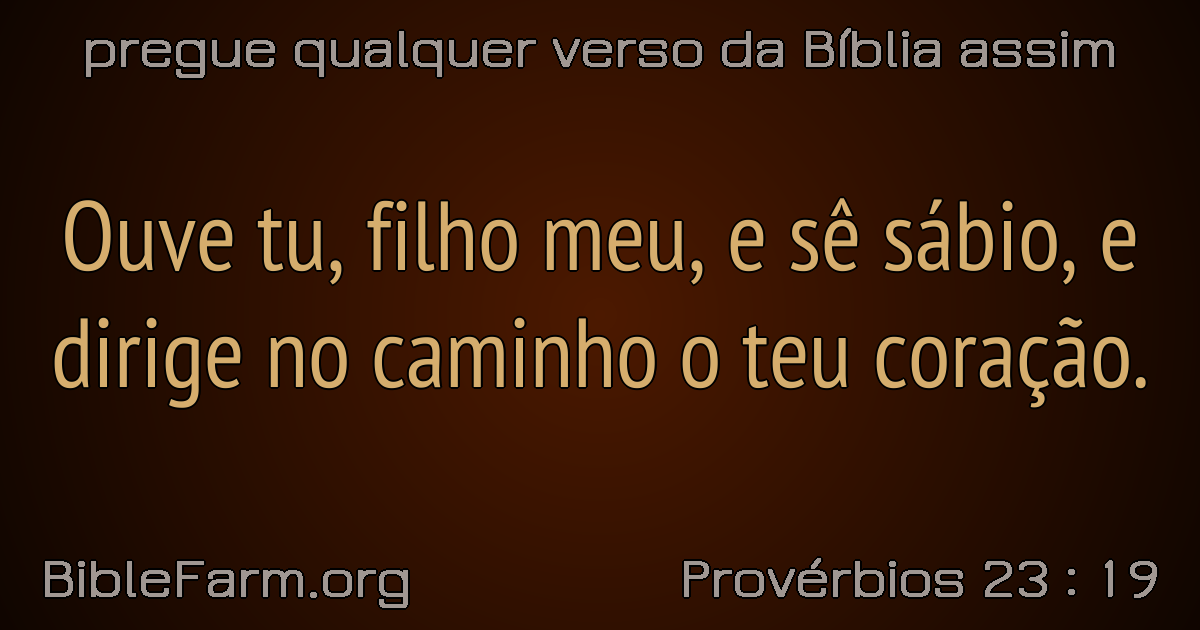 pregue qualquer verso da Bíblia assim
Ouve tu, filho meu, e sê sábio, e
dirige no caminho o teu coração.
BibleFarm.org
Provérbios 23 : 19